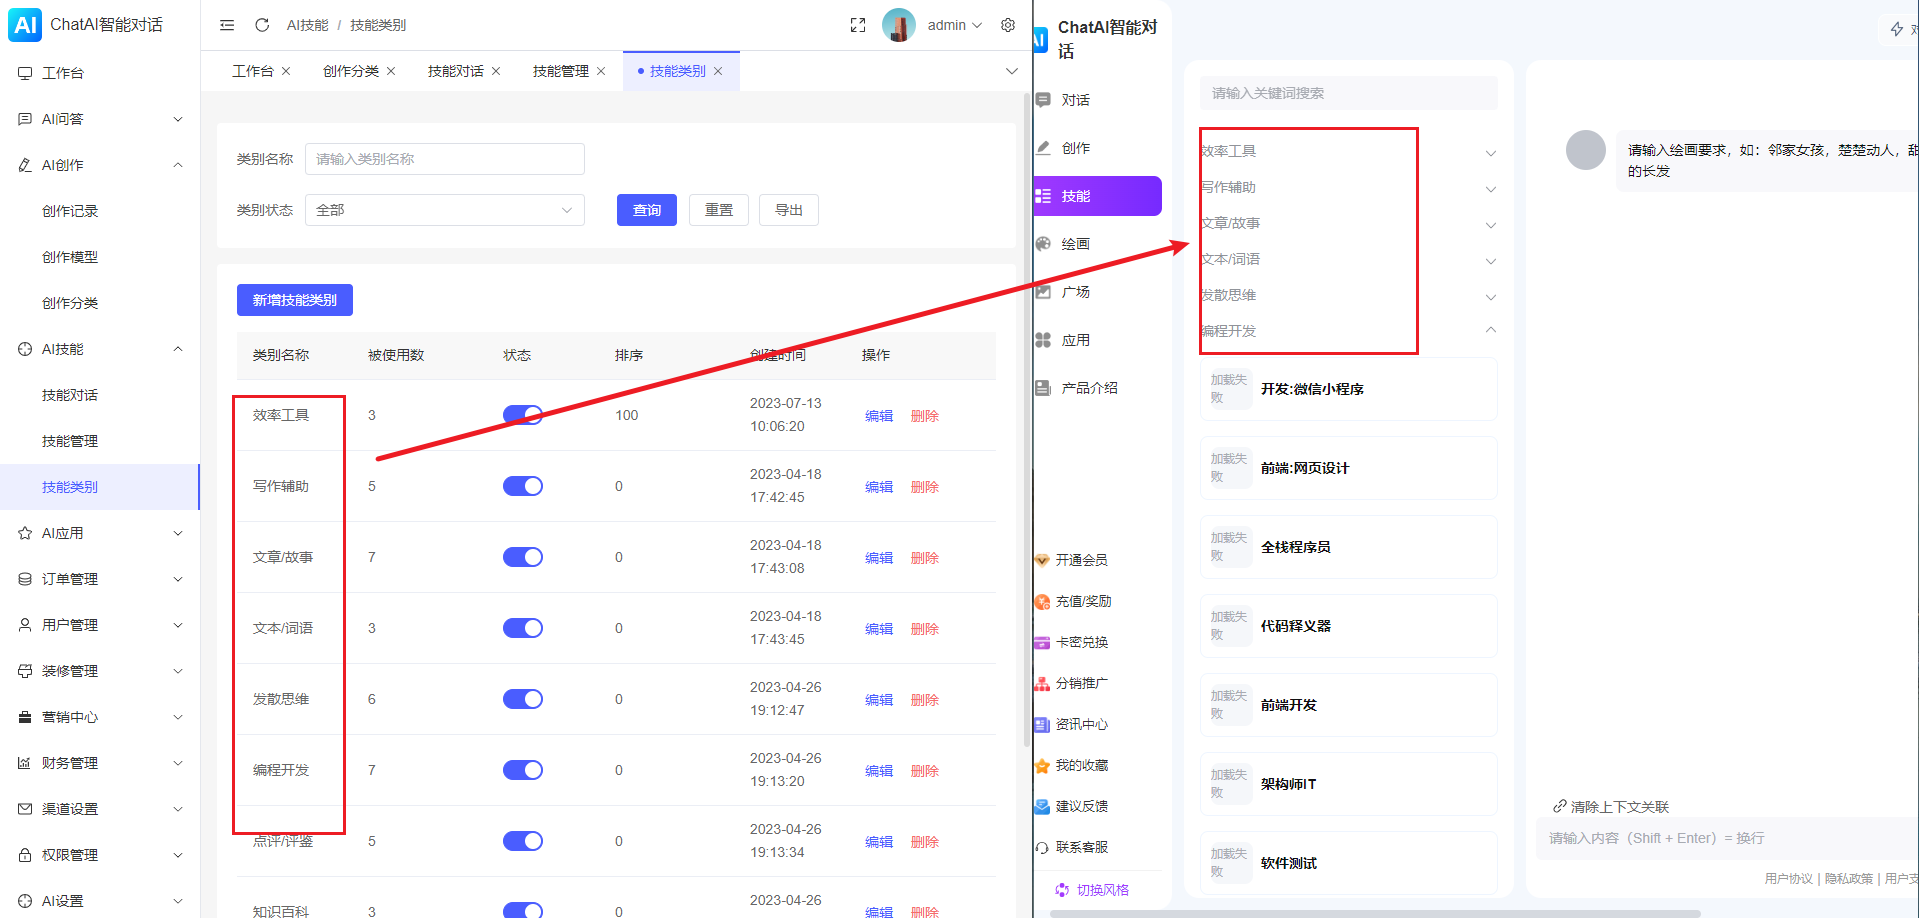 AI ChatAI智能对话
工作台
AI问答
AI创作
创作记录
创作模型
创作分类
AI技能
技能对话
技能管理
技能类别
AI应用
订单管理
用户管理
装修管理
营销中心
财务管理
渠道设置
权限管理
AI设置
AI技能 / 技能类别
admin
工作台
创作分类
技能对话
技能管理
技能类别
类别名称 请输入类别名称
类别状态 全部 查询 重置 导出
新增技能类别
类别名称 被使用数 状态 排序 创建时间 操作
效率工具 3 100 2023-07-13 10:06:20 编辑 删除
写作辅助 5 0 2023-04-18 17:42:45 编辑 删除
文章/故事 7 0 2023-04-18 17:43:08 编辑 删除
文本/词语 3 0 2023-04-18 17:43:45 编辑 删除
发散思维 6 0 2023-04-26 19:12:47 编辑 删除
编程开发 7 0 2023-04-26 19:13:20 编辑 删除
点评/评鉴 5 0 2023-04-26 19:13:34 编辑 删除
知识百科 3 0 2023-04-26 编辑 删除
AI ChatAI智能对
话
对话
创作
技能
绘画
广场
应用
产品介绍
开通会员
充值/奖励
卡密兑换
分销推广
资讯中心
我的收藏
建议反馈
联系客服
切换风格
请输入关键词搜索
效率工具
写作辅助
文章/故事
文本/词语
发散思维
编程开发
加载失
败
开发:微信小程序
加载失
败
前端:网页设计
加载失
败
全栈程序员
加载失
败
代码释义器
加载失
败
前端开发
加载失
败
架构师IT
加载失
败
软件测试
请输入绘画要求，如：邻家女孩，楚楚动人，甜
的长发
清除上下文关联
请输入内容（Shift + Enter）= 换行
用户协议 | 隐私政策 | 用户支